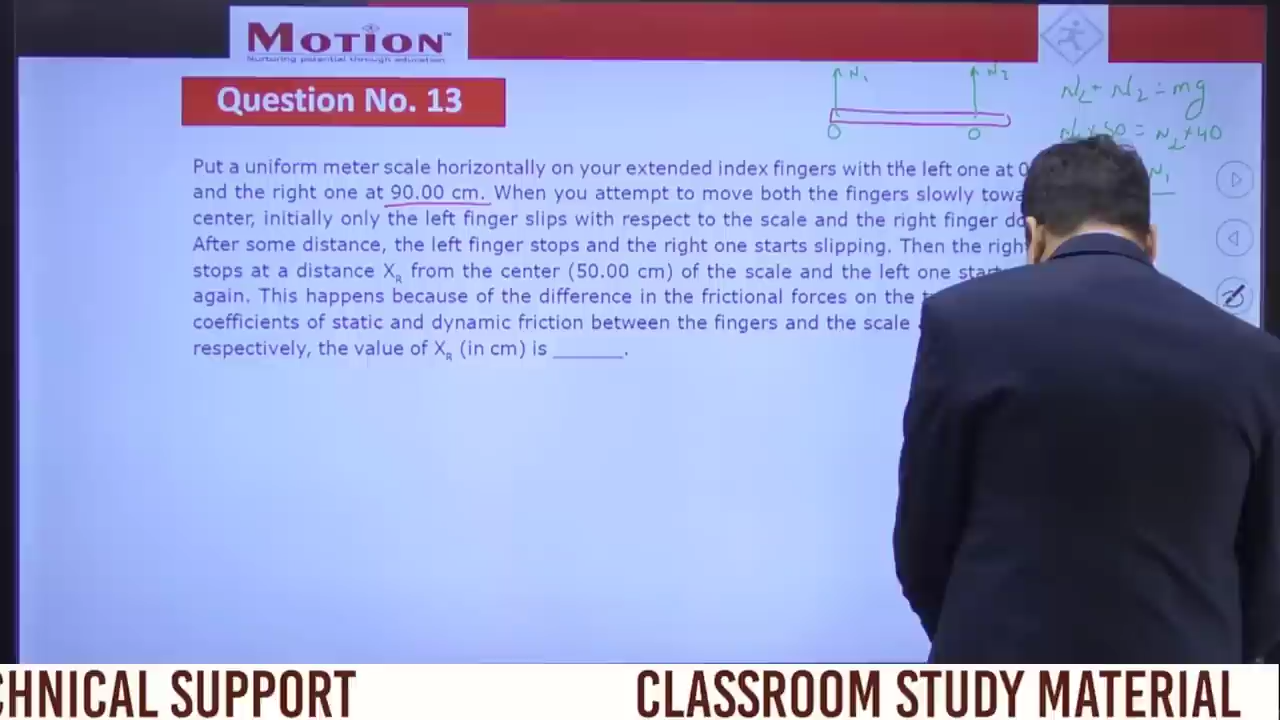 MOTION™
Nurturing potential through education
Question No. 13
N₁
N₂
0
0
N₁ + N₂ = mg
N₁ × 50 = N₂ × 40
N₁
Put a uniform meter scale horizontally on your extended index fingers with the left one at 0
and the right one at 90.00 cm. When you attempt to move both the fingers slowly
center, initially only the left finger slips with respect to the scale and the right finger
After some distance, the left finger stops and the right one starts slipping. Then the right
stops at a distance X_R from the center (50.00 cm) of the scale and the left one
again. This happens because of the difference in the frictional forces on the
coefficients of static and dynamic friction between the fingers and the scale
respectively, the value of X_R (in cm) is ______.
CHNICAL SUPPORT
CLASSROOM STUDY MATERIAL